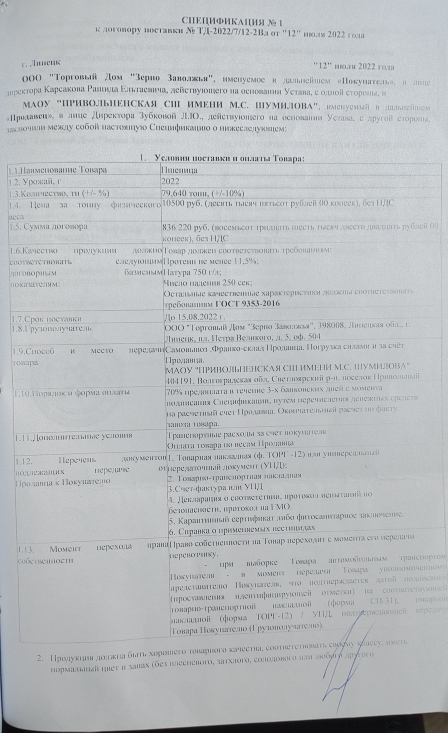 СПЕЦИФИКАЦИЯ № 1
к договору поставки № ТД-2022/7/12-2Вл от "12" июля 2022 года
г. Липецк
"12" июля 2022 года
ООО "Торговый Дом "Зерно Заволжья", именуемое в дальнейшем «Покупатель», в лице
директора Карсакова Рашида Ельтаевича, действующего на основании Устава, с одной стороны, и
МАОУ "ПРИВОЛЬНЕНСКАЯ СШ ИМЕНИ М.С. ШУМИЛОВА", именуемый в дальнейшем
«Продавец», в лице Директора Зубковой Л.Ю., действующего на основании Устава, с другой стороны,
заключили между собой настоящую Спецификацию о нижеследующем:
1. Условия поставки и оплаты Товара:
1.1.Наименование Товара
Пшеница
1.2. Урожай, г
2022
1.3.Количество, тн (+/- %)
79,640 тонн, (+/-10%)
1.4. Цена за тонну физического
веса
10500 руб. (десять тысяч пятьсот рублей 00 копеек), без НДС
1.5. Сумма договора
836 220 руб. (восемьсот тридцать шесть тысяч двести двадцать рублей 00
копеек), без НДС
1.6.Качество продукции должно
соответствовать следующим
договорным базисным
показателям:
Товар должен соответствовать требованиям:
Протеин не менее 11,5%;
Натура 750 г/л;
Число падения 250 сек;
Остальные качественные характеристики должны соответствовать
требованиям ГОСТ 9353-2016
1.7.Срок поставки
До 15.08.2022 г.
1.8.Грузополучатель
ООО "Торговый Дом "Зерно Заволжья", 398008, Липецкая обл., г.
Липецк, пл. Петра Великого, д. 5, оф. 504
1.9.Способ и место передачи
товара
Самовывоз .Франко-склад Продавца. Погрузка силами и за счёт
Продавца.
МАОУ "ПРИВОЛЬНЕНСКАЯ СШ ИМЕНИ М.С. ШУМИЛОВА"
404191, Волгоградская обл, Светлоярский р-н, поселок Привольный
1.10.Порядок и форма оплаты
70% предоплата в течение 3-х банковских дней с момента
подписания Спецификации, путем перечисления денежных средств
на расчетный счет Продавца. Окончательный расчет по факту
завоза товара.
1.11.Дополнительные условия
Транспортные расходы за счет покупателя
Оплата товара по весам Продавца
1.12. Перечень документов
подлежащих передаче от
Продавца к Покупателю
1. Товарная накладная (ф. ТОРГ -12) или универсальный
передаточный документ (УПД);
2. Товарно-транспортная накладная
3.Счет-фактура или УПД
4. Декларация о соответствии, протокол испытаний по
безопасности, протокол на ГМО
5. Карантинный сертификат либо фитосанитарное заключение.
6. Справка о применяемых пестицидах
1.13. Момент перехода права
собственности
Право собственности на Товар переходит с момента его передачи
перевозчику.
- при выборке Товара автомобильным транспортом
Покупателя - в момент передачи Товара уполномоченному
представителю Покупателя, что подтверждается датой
(проставления идентифицирующей отметки) на соответствующей
товарно-транспортной накладной (форма СП-31), товарной
накладной (форма ТОРГ-12) / УПД, подтверждающей передачу
Товара Покупателю (Грузополучателю).
2. Продукция должна быть хорошего товарного качества, соответствовать своему классу, иметь
нормальный цвет и запах (без плесневого, затхлого, солодового или любого другого